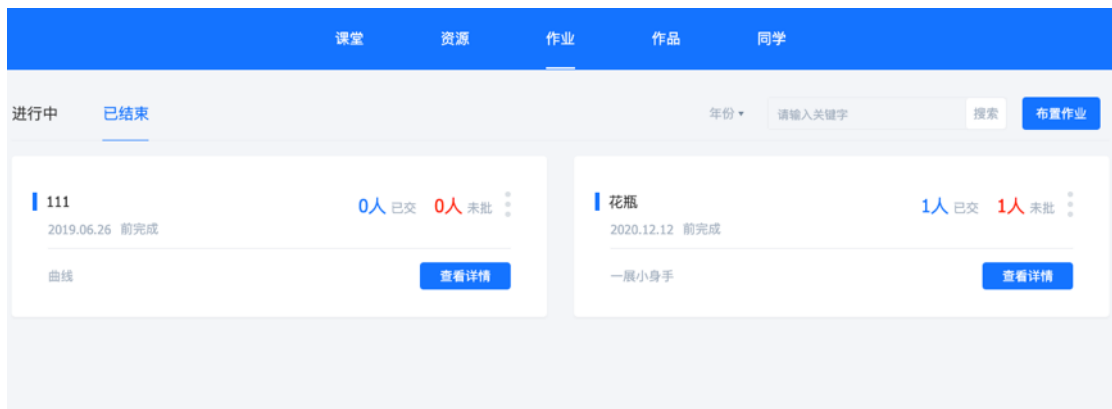 课堂 资源 作业 作品 同学
进行中 已结束 年份 请输入关键字 搜索 布置作业
111 0人 已交 0人 未批
2019.06.26 前完成
曲线 查看详情
花瓶 1人 已交 1人 未批
2020.12.12 前完成
一展小身手 查看详情